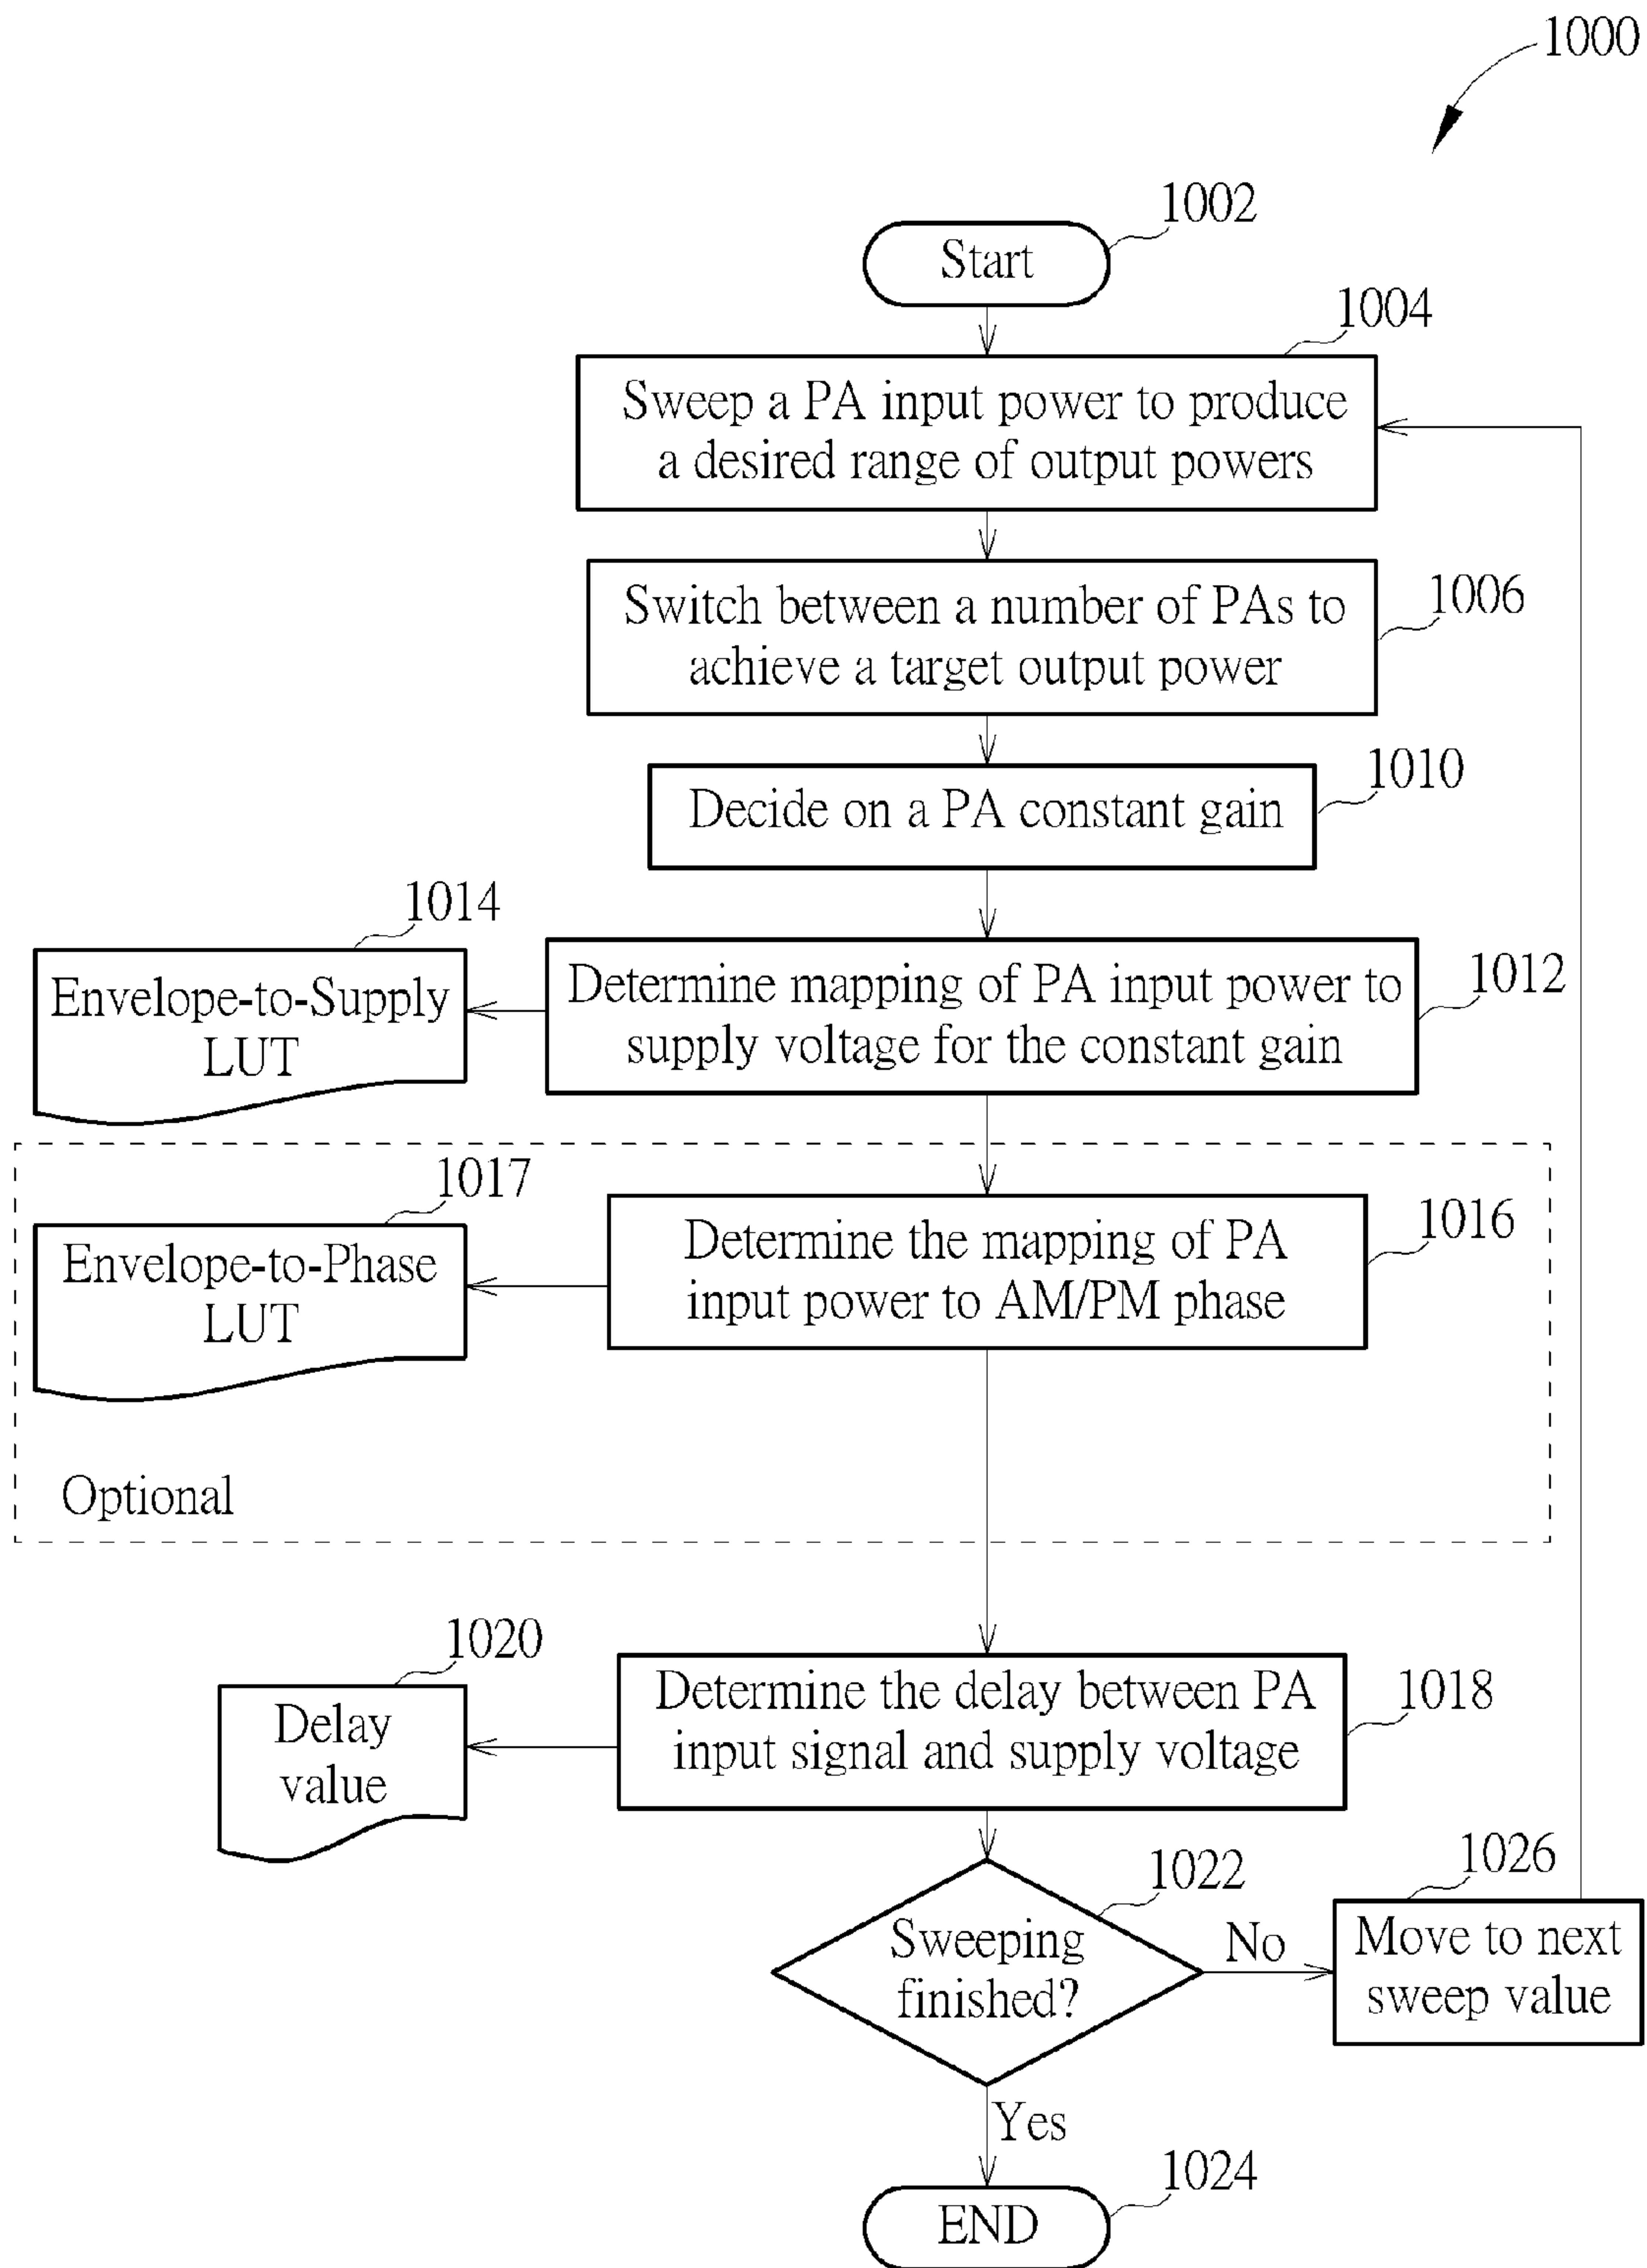 1000
1002
Start
1004
Sweep a PA input power to produce
a desired range of output powers
1006
Switch between a number of PAs to
achieve a target output power
1010
Decide on a PA constant gain
1014
Envelope-to-Supply
LUT
1012
Determine mapping of PA input power to
supply voltage for the constant gain
1017
Envelope-to-Phase
LUT
1016
Determine the mapping of PA
input power to AM/PM phase
Optional
1020
Delay
value
1018
Determine the delay between PA
input signal and supply voltage
1022
Sweeping
finished?
No
1026
Move to next
sweep value
Yes
1024
END